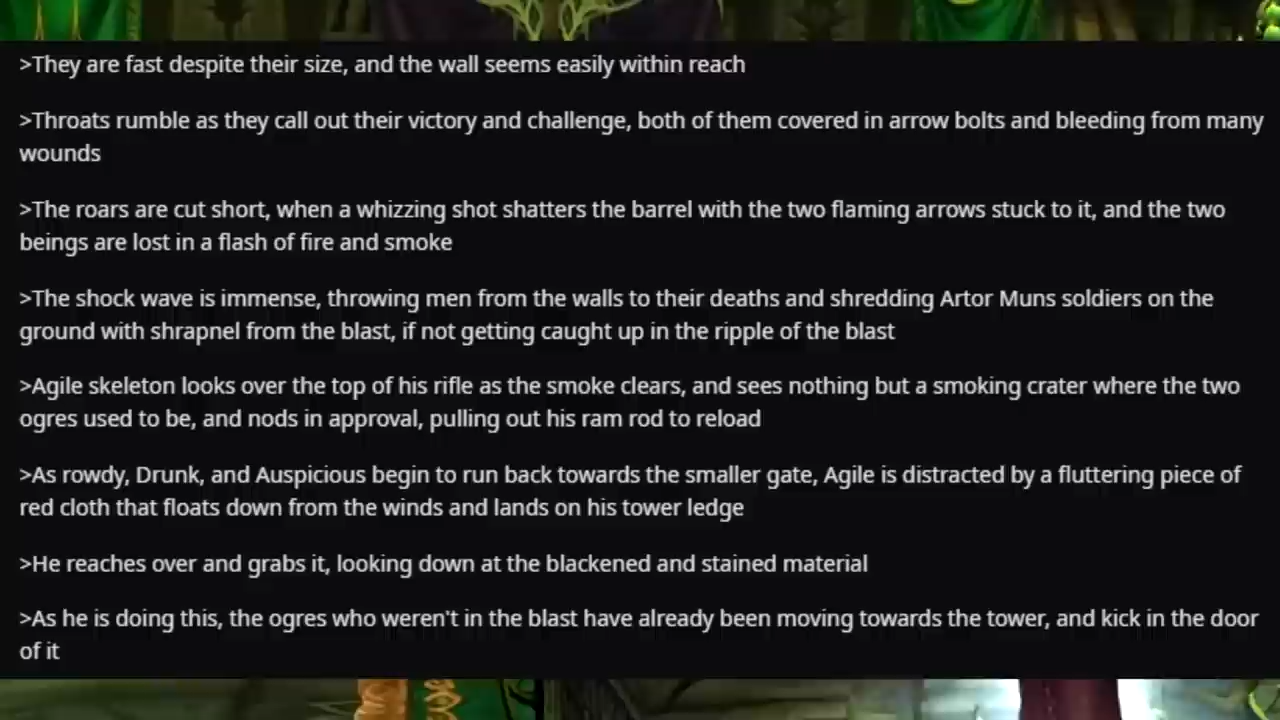 >They are fast despite their size, and the wall seems easily within reach
>Throats rumble as they call out their victory and challenge, both of them covered in arrow bolts and bleeding from many
wounds
>The roars are cut short, when a whizzing shot shatters the barrel with the two flaming arrows stuck to it, and the two
beings are lost in a flash of fire and smoke
>The shock wave is immense, throwing men from the walls to their deaths and shredding Artor Muns soldiers on the
ground with shrapnel from the blast, if not getting caught up in the ripple of the blast
>Agile skeleton looks over the top of his rifle as the smoke clears, and sees nothing but a smoking crater where the two
ogres used to be, and nods in approval, pulling out his ram rod to reload
>As rowdy, Drunk, and Auspicious begin to run back towards the smaller gate, Agile is distracted by a fluttering piece of
red cloth that floats down from the winds and lands on his tower ledge
>He reaches over and grabs it, looking down at the blackened and stained material
>As he is doing this, the ogres who weren't in the blast have already been moving towards the tower, and kick in the door
of it